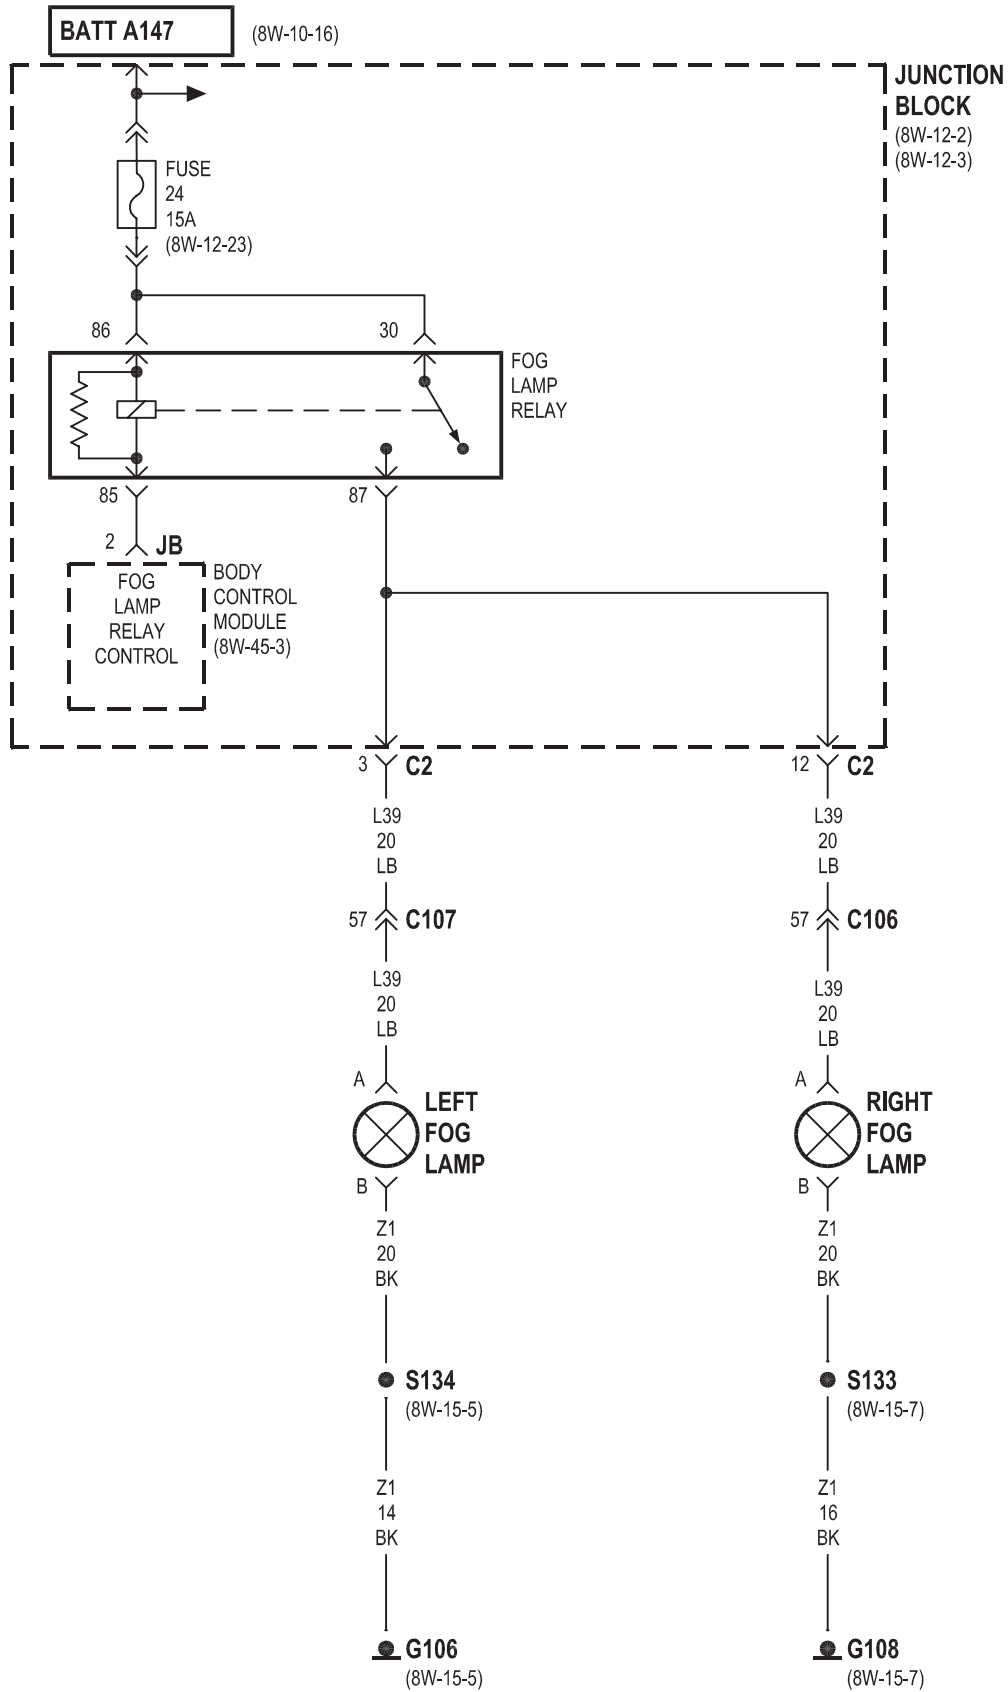 BATT A147
(8W-10-16)
JUNCTION
BLOCK
(8W-12-2)
(8W-12-3)
FUSE
24
15A
(8W-12-23)
86
30
FOG
LAMP
RELAY
85
87
2
JB
FOG
LAMP
RELAY
CONTROL
BODY
CONTROL
MODULE
(8W-45-3)
3
C2
12
C2
L39
20
LB
L39
20
LB
57
C107
57
C106
L39
20
LB
L39
20
LB
A
LEFT
FOG
LAMP
A
RIGHT
FOG
LAMP
B
B
Z1
20
BK
Z1
20
BK
S134
(8W-15-5)
S133
(8W-15-7)
Z1
14
BK
Z1
16
BK
G106
(8W-15-5)
G108
(8W-15-7)